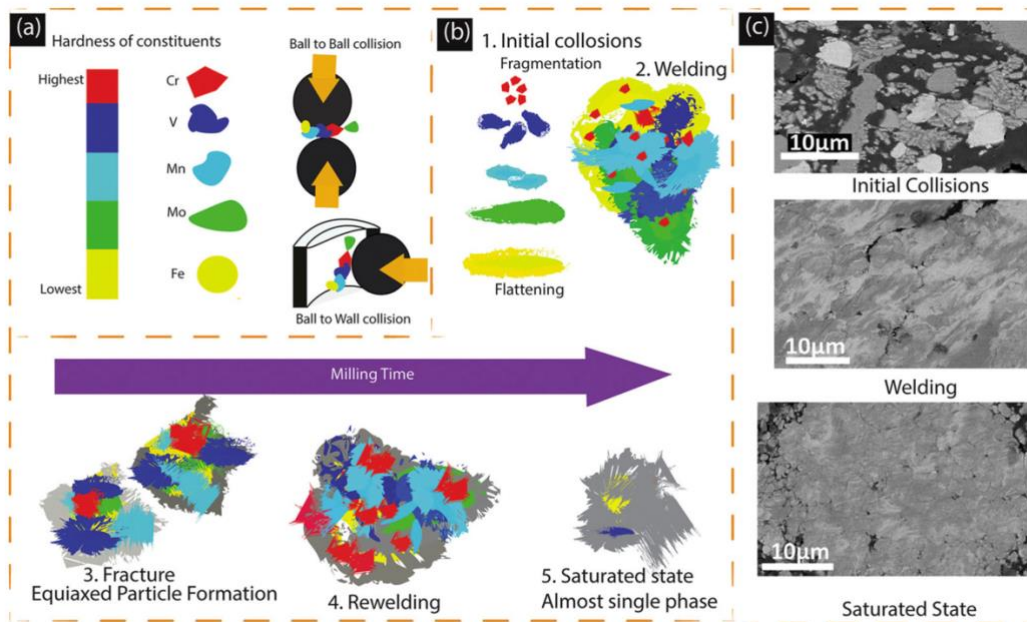 (a)
Hardness of constituents
Highest
Lowest
Cr
V
Mn
Mo
Fe
Ball to Ball collision
Ball to Wall collision
(b)
1. Initial collosions
Fragmentation
2. Welding
Flattening
Milling Time
3. Fracture
Equiaxed Particle Formation
4. Rewelding
5. Saturated state
Almost single phase
(c)
10µm
Initial Collisions
10µm
Welding
10µm
Saturated State